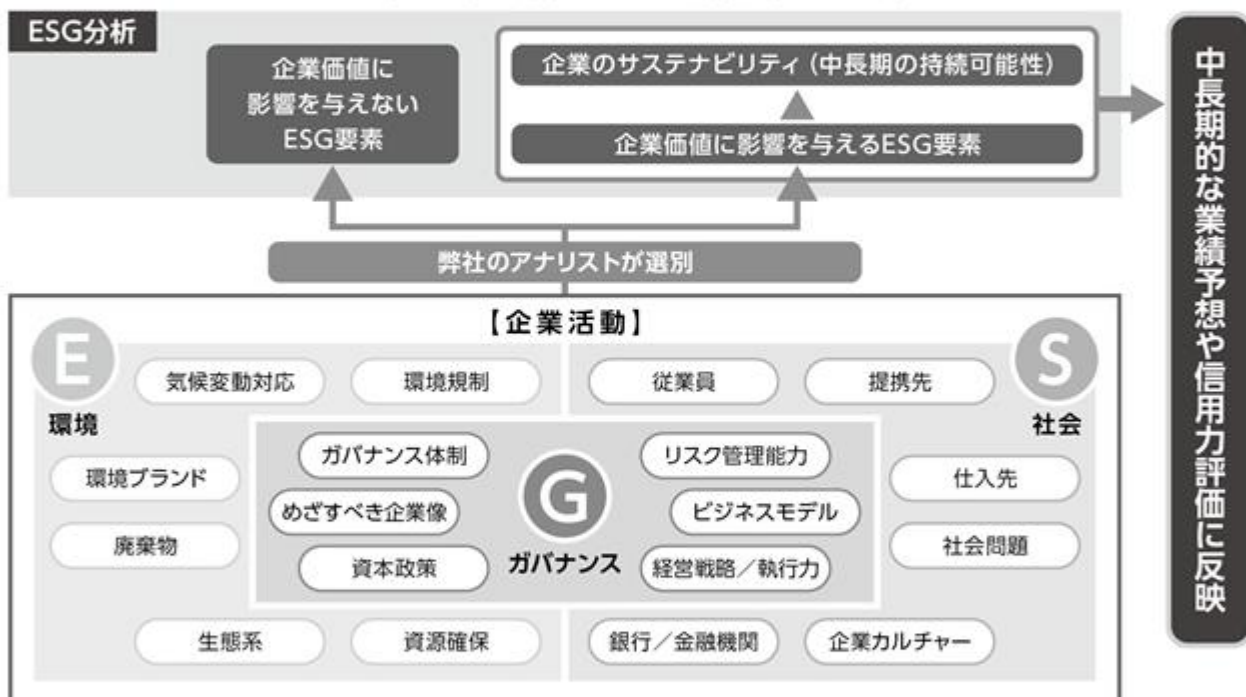 ESG分析
企業価値に
影響を与えない
ESG要素
企業のサステナビリティ（中長期の持続可能性）
企業価値に影響を与えるESG要素
中長期的な業績予想や信用力評価に反映
弊社のアナリストが選別
【企業活動】
E
環境
気候変動対応
環境規制
従業員
提携先
S
社会
環境ブランド
廃棄物
ガバナンス体制
めざすべき企業像
資本政策
G
ガバナンス
リスク管理能力
ビジネスモデル
経営戦略／執行力
仕入先
社会問題
生態系
資源確保
銀行／金融機関
企業カルチャー